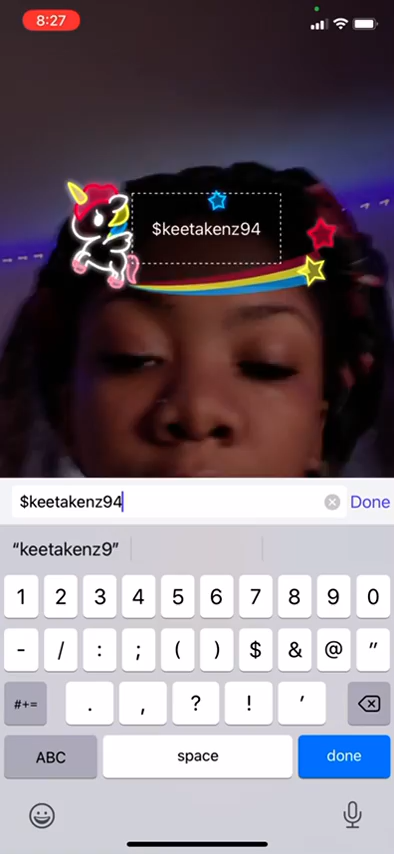 8:27
$keetakenz94
$keetakenz94
Done
“keetakenz9”
1 2 3 4 5 6 7 8 9 0
- / : ; ( ) $ & @ "
#+= . , ? ! ’
ABC space done